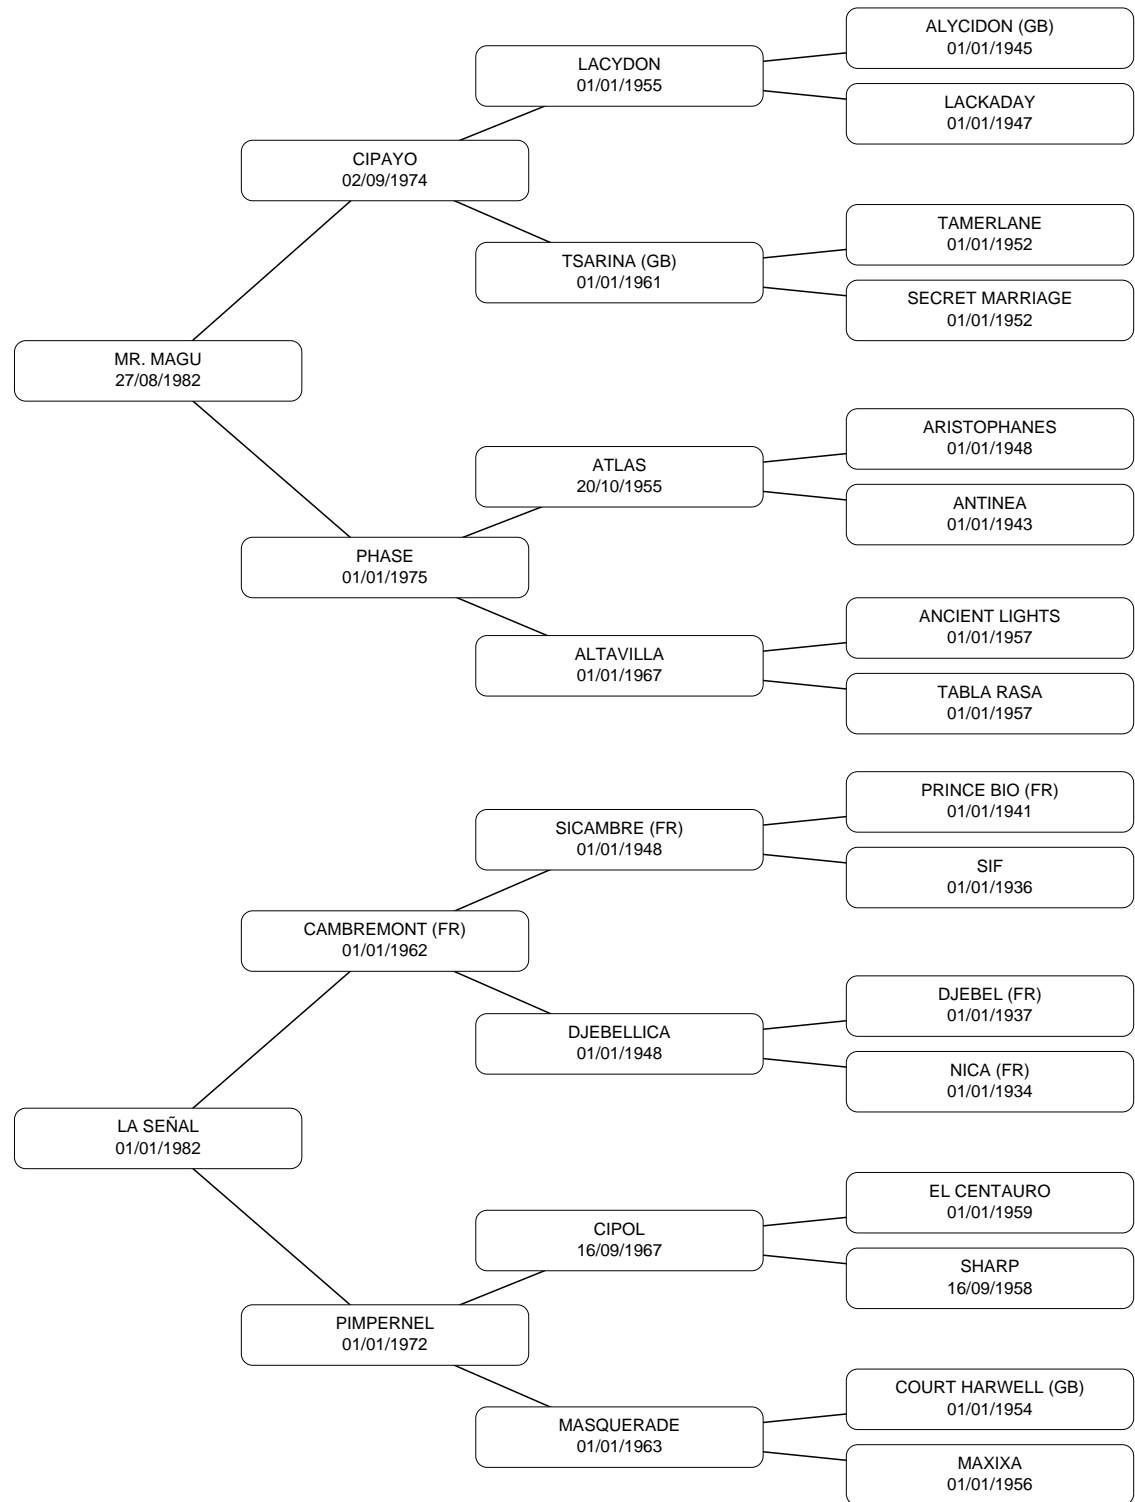 ALYCIDON (GB)
01/01/1945
LACYDON
01/01/1955
LACKADAY
01/01/1947
CIPAYO
02/09/1974
TAMERLANE
01/01/1952
TSARINA (GB)
01/01/1961
SECRET MARRIAGE
01/01/1952
MR. MAGU
27/08/1982
ARISTOPHANES
01/01/1948
ATLAS
20/10/1955
ANTINEA
01/01/1943
PHASE
01/01/1975
ANCIENT LIGHTS
01/01/1957
ALTAVILLA
01/01/1967
TABLA RASA
01/01/1957
PRINCE BIO (FR)
01/01/1941
SICAMBRE (FR)
01/01/1948
SIF
01/01/1936
CAMBREMONT (FR)
01/01/1962
DJEBEL (FR)
01/01/1937
DJEBELLICA
01/01/1948
NICA (FR)
01/01/1934
LA SEÑAL
01/01/1982
EL CENTAURO
01/01/1959
CIPOL
16/09/1967
SHARP
16/09/1958
PIMPERNEL
01/01/1972
COURT HARWELL (GB)
01/01/1954
MASQUERADE
01/01/1963
MAXIXA
01/01/1956